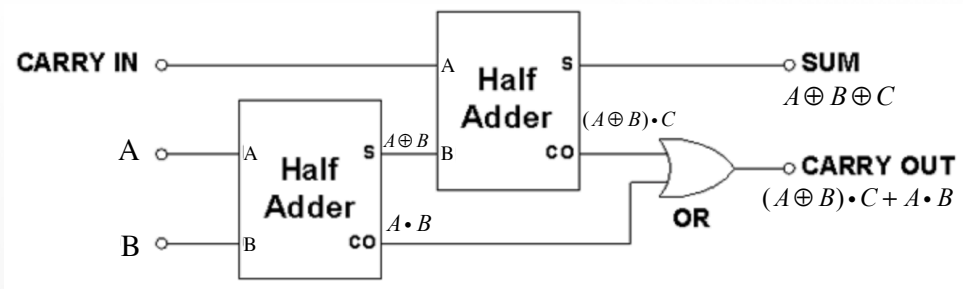 CARRY IN
A
B
Half
Adder
S
CO
SUM
A⊕B⊕C
(A⊕B)•C
A
B
A
B
Half
Adder
S
CO
A⊕B
A•B
CARRY OUT
(A⊕B)•C+A•B
OR